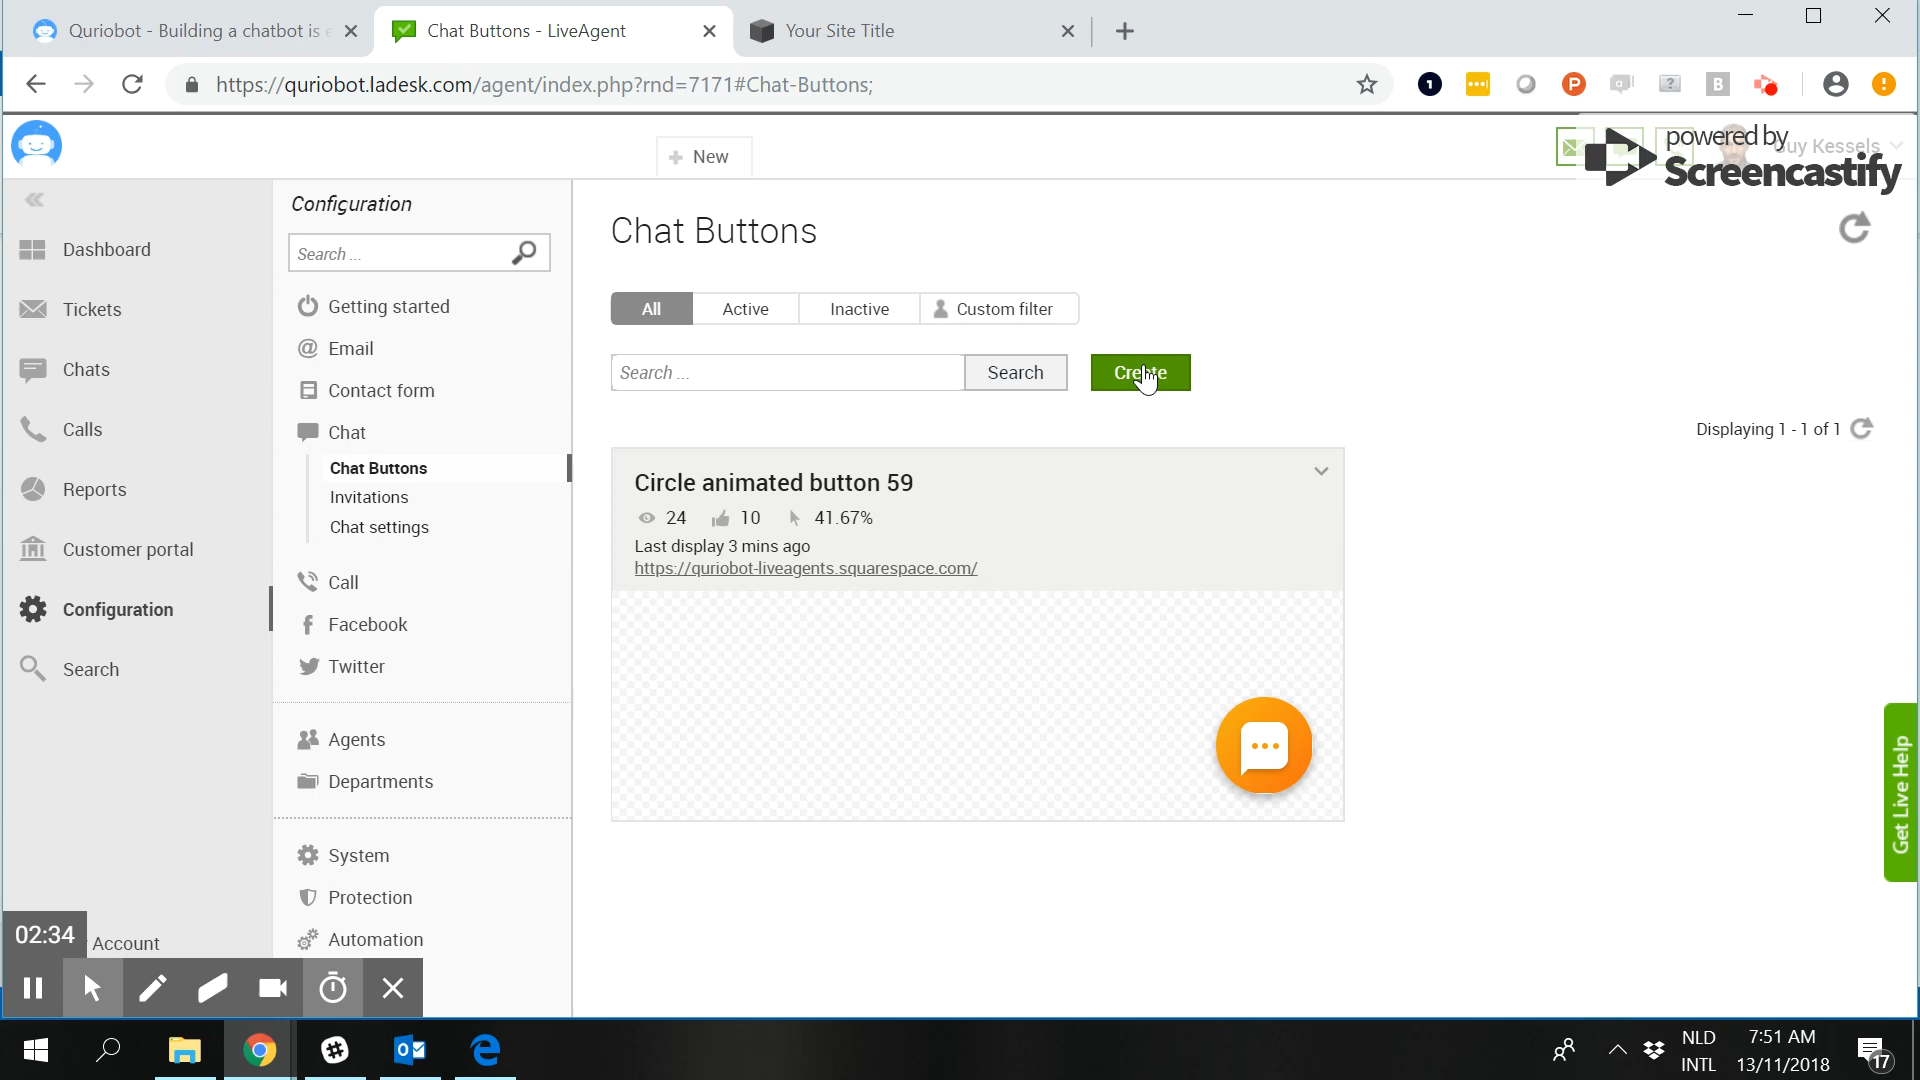 Quriobot - Building a chatbot is e
Chat Buttons - LiveAgent
Your Site Title
https://quriobot.ladesk.com/agent/index.php?rnd=7171#Chat-Buttons;
New
powered by
Screencastify
Guy Kessels
Dashboard
Tickets
Chats
Calls
Reports
Customer portal
Configuration
Search
Account
Configuration
Search ...
Getting started
Email
Contact form
Chat
Chat Buttons
Invitations
Chat settings
Call
Facebook
Twitter
Agents
Departments
System
Protection
Automation
Chat Buttons
All
Active
Inactive
Custom filter
Search ...
Search
Create
Displaying 1 - 1 of 1
Circle animated button 59
24 10 41.67%
Last display 3 mins ago
https://quriobot-liveagents.squarespace.com/
Get Live Help
02:34
NLD
INTL
7:51 AM
13/11/2018
17